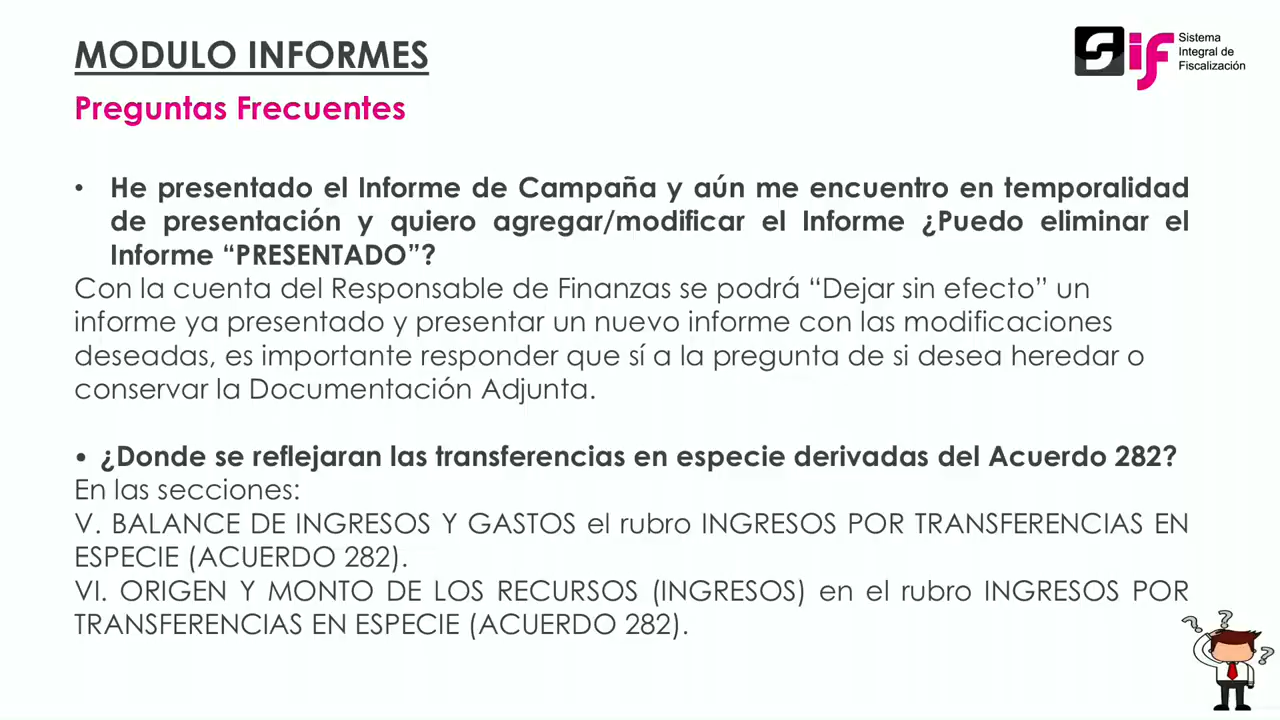 MODULO INFORMES
Sistema
Integral de
Fiscalización
sif
Preguntas Frecuentes
• He presentado el Informe de Campaña y aún me encuentro en temporalidad
de presentación y quiero agregar/modificar el Informe ¿Puedo eliminar el
Informe “PRESENTADO”?
Con la cuenta del Responsable de Finanzas se podrá “Dejar sin efecto” un
informe ya presentado y presentar un nuevo informe con las modificaciones
deseadas, es importante responder que sí a la pregunta de si desea heredar o
conservar la Documentación Adjunta.
• ¿Donde se reflejaran las transferencias en especie derivadas del Acuerdo 282?
En las secciones:
V. BALANCE DE INGRESOS Y GASTOS el rubro INGRESOS POR TRANSFERENCIAS EN
ESPECIE (ACUERDO 282).
VI. ORIGEN Y MONTO DE LOS RECURSOS (INGRESOS) en el rubro INGRESOS POR
TRANSFERENCIAS EN ESPECIE (ACUERDO 282).
? ? ?